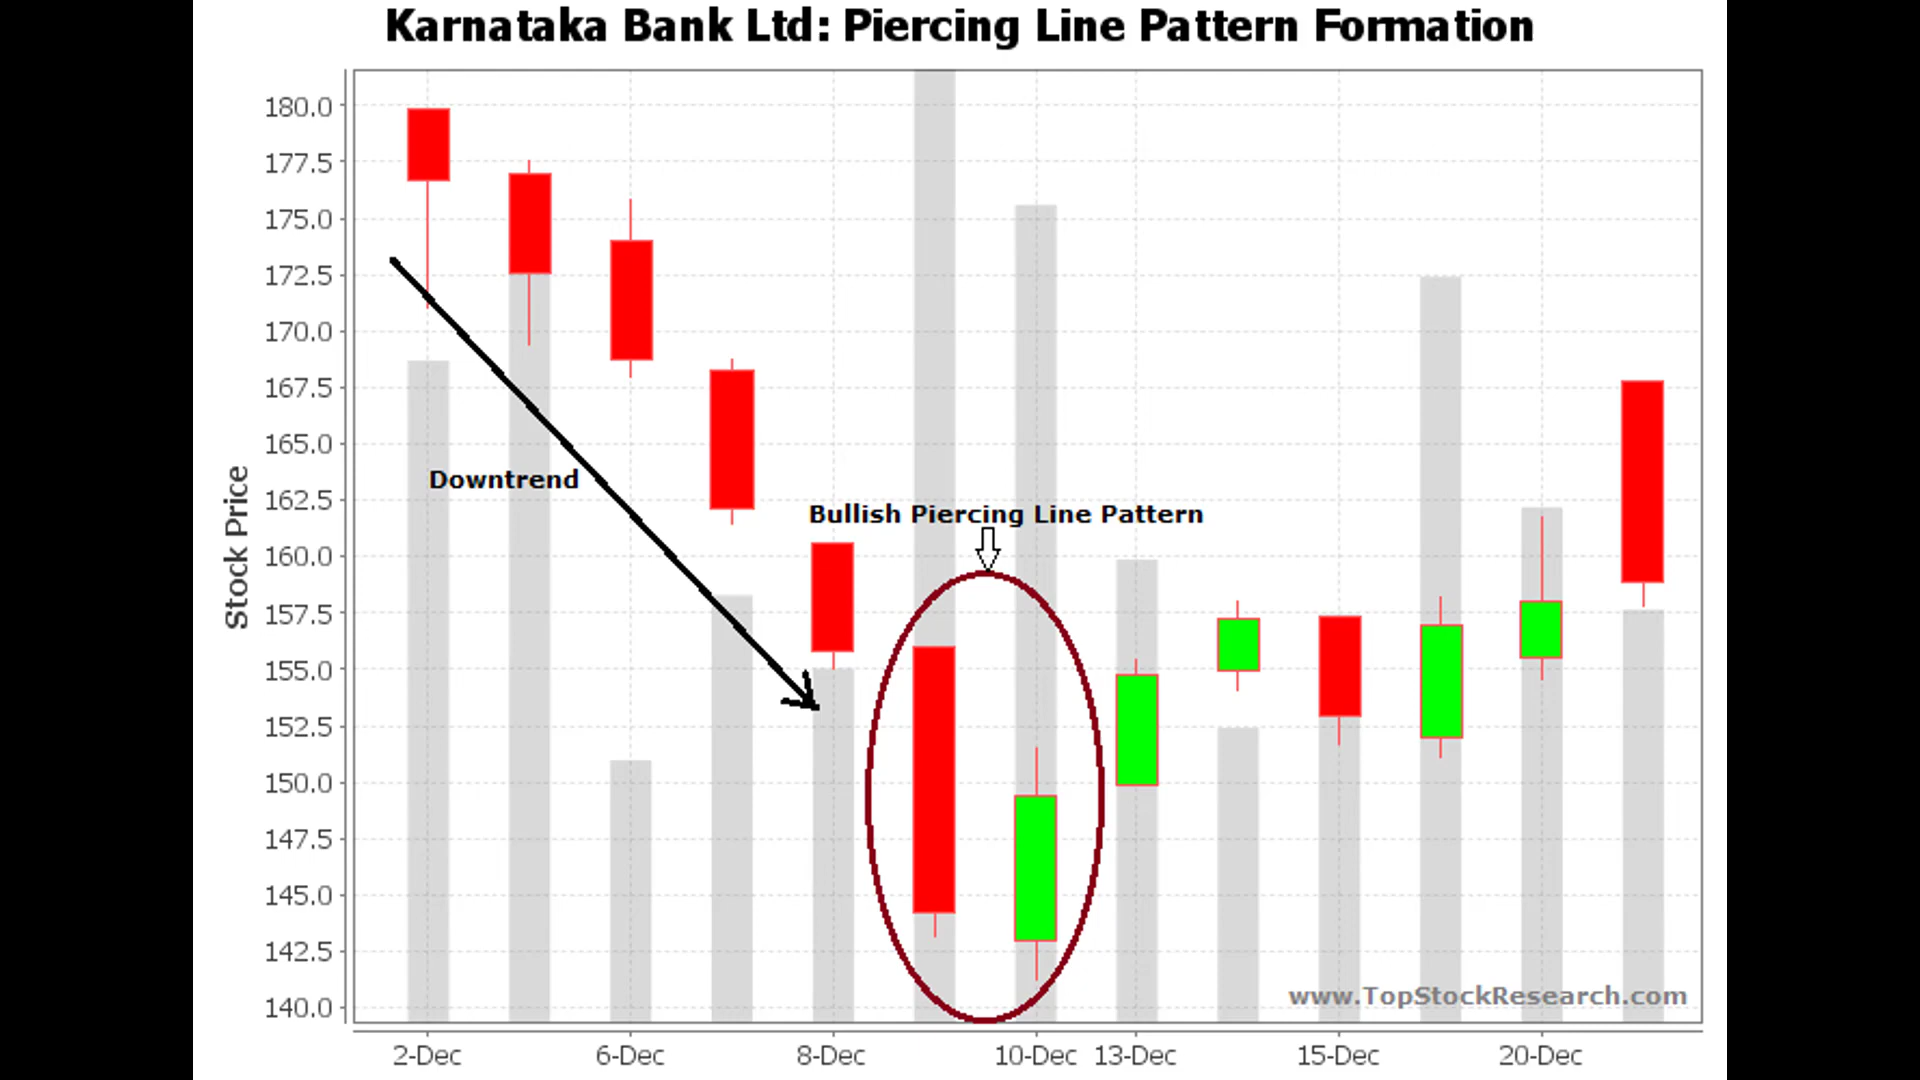 Karnataka Bank Ltd: Piercing Line Pattern Formation
180.0
177.5
175.0
172.5
170.0
167.5
165.0
162.5
160.0
157.5
155.0
152.5
150.0
147.5
145.0
142.5
140.0
Stock Price
Downtrend
Bullish Piercing Line Pattern
www.TopStockResearch.com
2-Dec 6-Dec 8-Dec 10-Dec 13-Dec 15-Dec 20-Dec